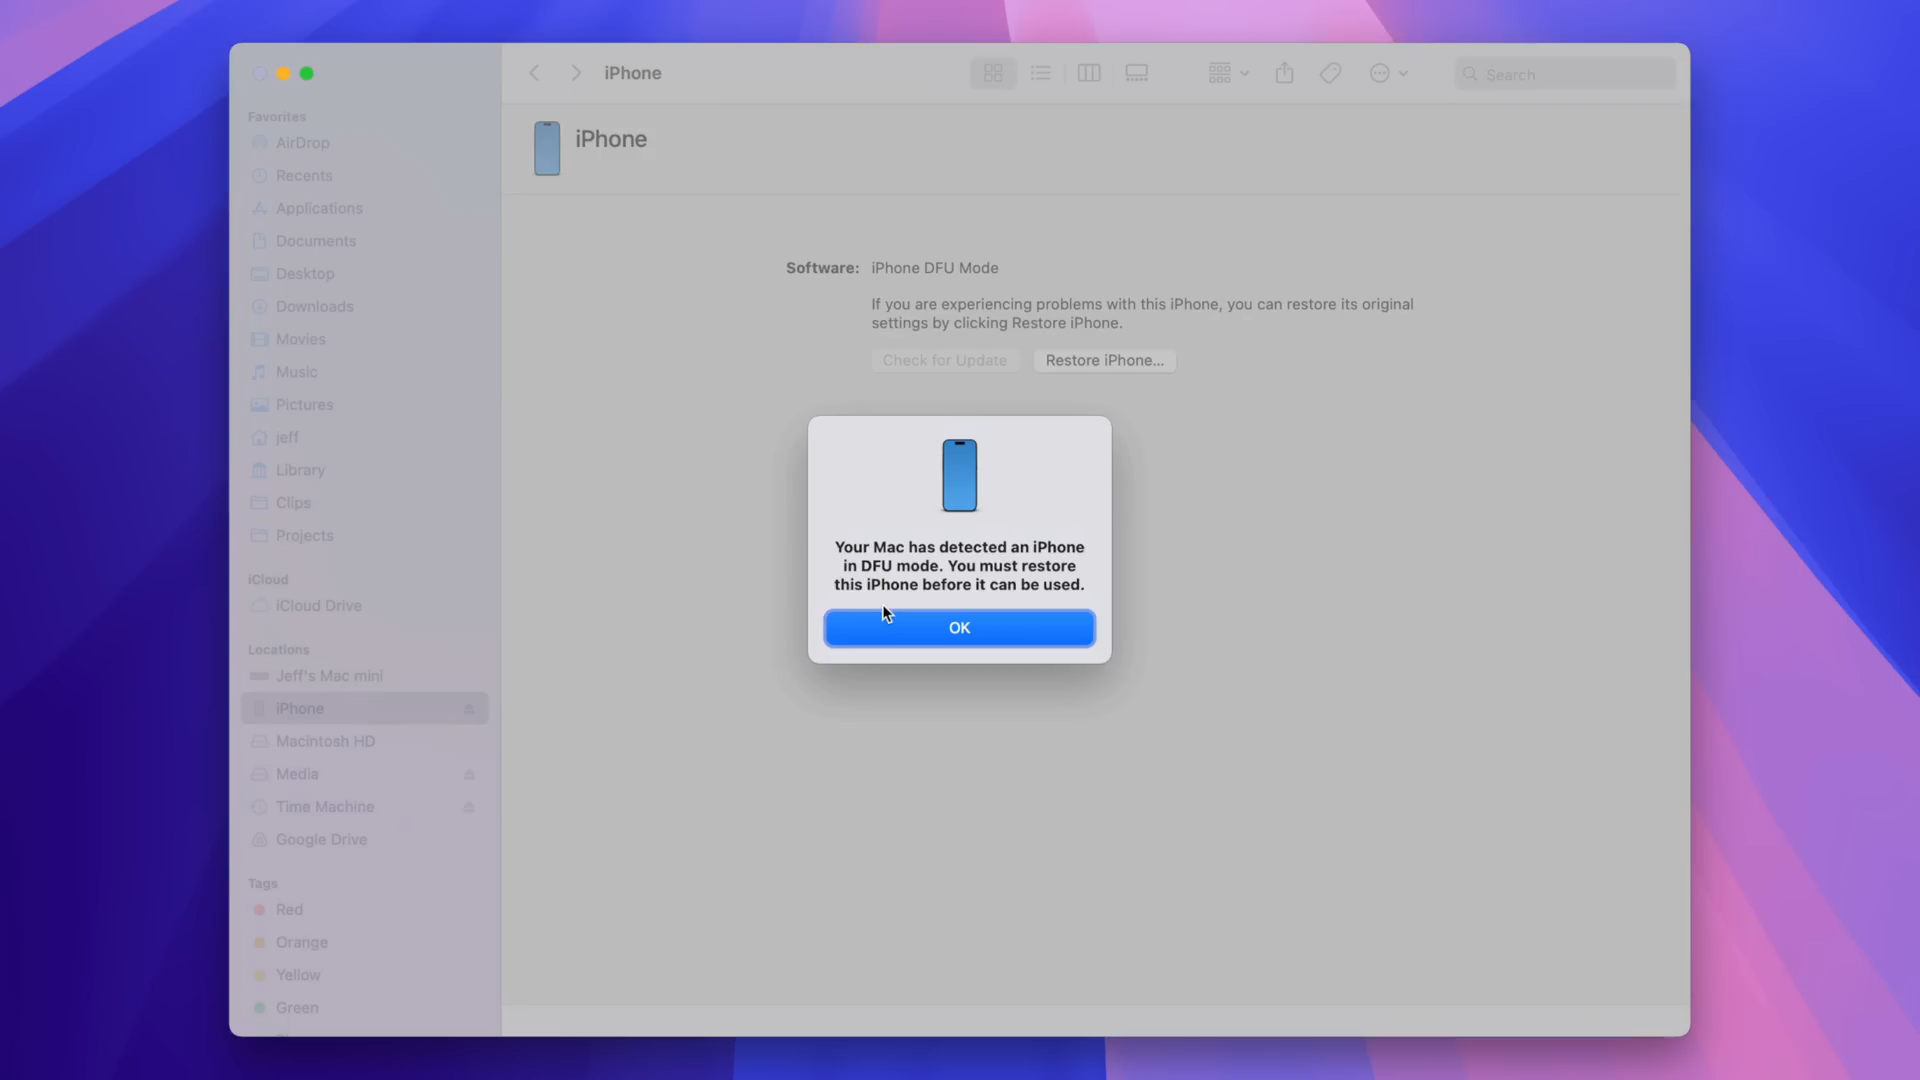 iPhone
Search
Favorites
AirDrop
Recents
Applications
Documents
Desktop
Downloads
Movies
Music
Pictures
jeff
Library
Clips
Projects
iCloud
iCloud Drive
Locations
Jeff's Mac mini
iPhone
Macintosh HD
Media
Time Machine
Google Drive
Tags
Red
Orange
Yellow
Green
iPhone
Software: iPhone DFU Mode
If you are experiencing problems with this iPhone, you can restore its original
settings by clicking Restore iPhone.
Check for Update
Restore iPhone...
Your Mac has detected an iPhone
in DFU mode. You must restore
this iPhone before it can be used.
OK